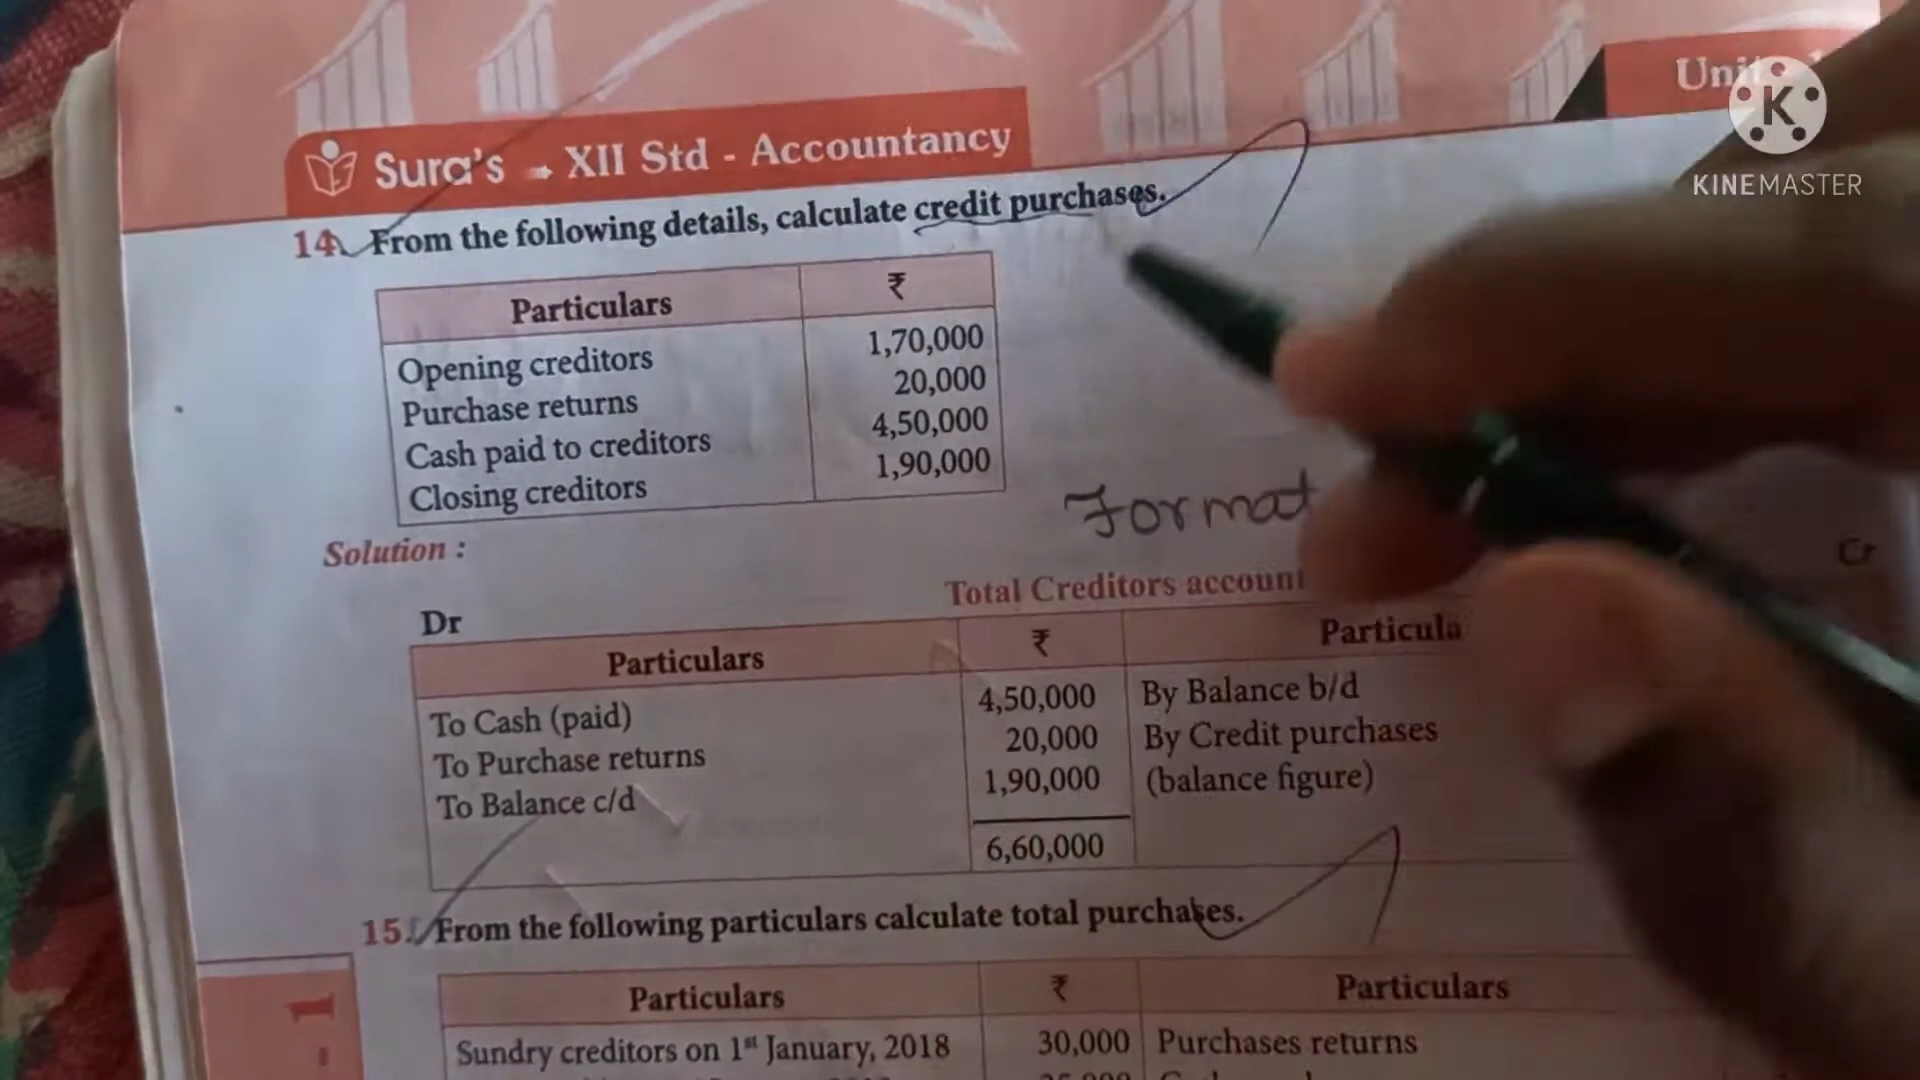 Unit
KINEMASTER
Sura's ➡ XII Std - Accountancy
14. From the following details, calculate credit purchases.
Particulars ₹
Opening creditors 1,70,000
Purchase returns 20,000
Cash paid to creditors 4,50,000
Closing creditors 1,90,000
Format
Solution :
Total Creditors account
Dr Cr
Particulars ₹ Particula
To Cash (paid) 4,50,000 By Balance b/d
To Purchase returns 20,000 By Credit purchases
To Balance c/d 1,90,000 (balance figure)
6,60,000
15. From the following particulars calculate total purchases.
Particulars ₹ Particulars
Sundry creditors on 1st January, 2018 30,000 Purchases returns